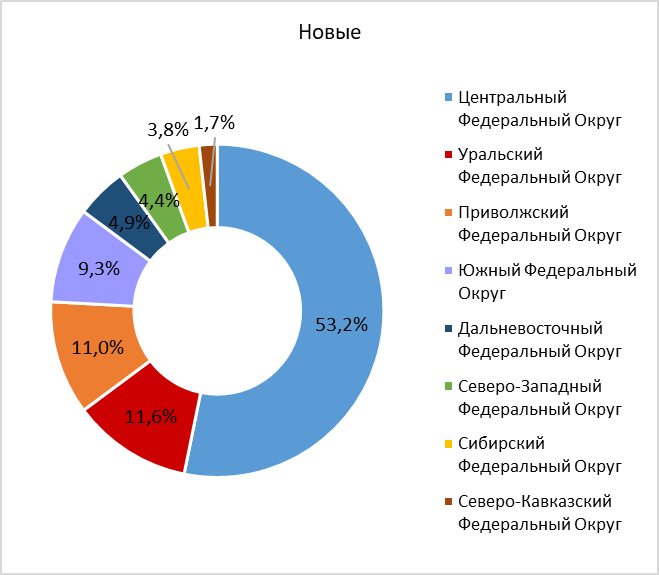 Новые
3,8%
1,7%
4,4%
4,9%
9,3%
11,0%
11,6%
53,2%
Центральный
Федеральный Округ
Уральский
Федеральный Округ
Приволжский
Федеральный Округ
Южный Федеральный
Округ
Дальневосточный
Федеральный Округ
Северо-Западный
Федеральный Округ
Сибирский
Федеральный Округ
Северо-Кавказский
Федеральный Округ